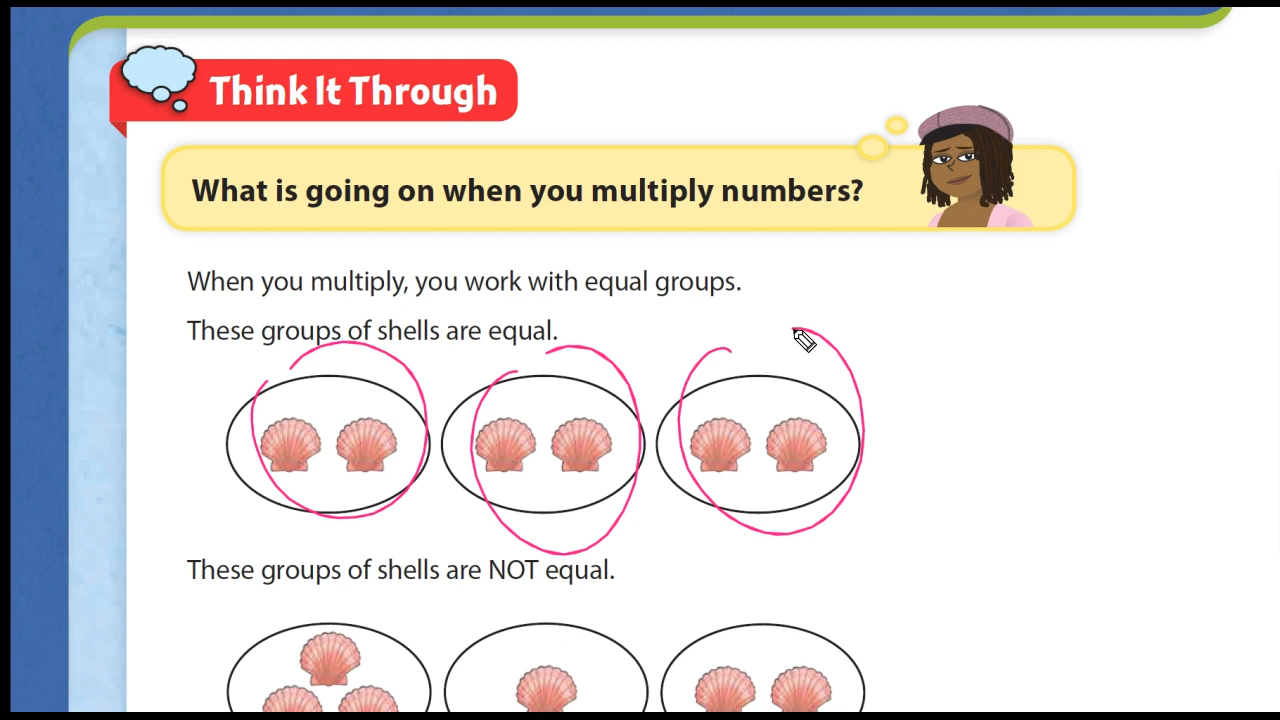 Think It Through
What is going on when you multiply numbers?
When you multiply, you work with equal groups.
These groups of shells are equal.
These groups of shells are NOT equal.